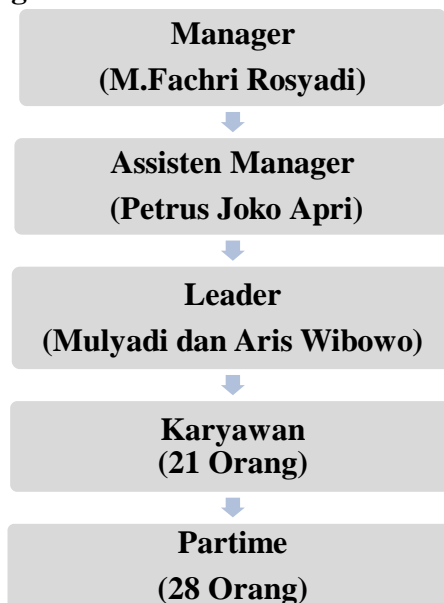 Manager
(M.Fachri Rosyadi)
Assisten Manager
(Petrus Joko Apri)
Leader
(Mulyadi dan Aris Wibowo)
Karyawan
(21 Orang)
Partime
(28 Orang)